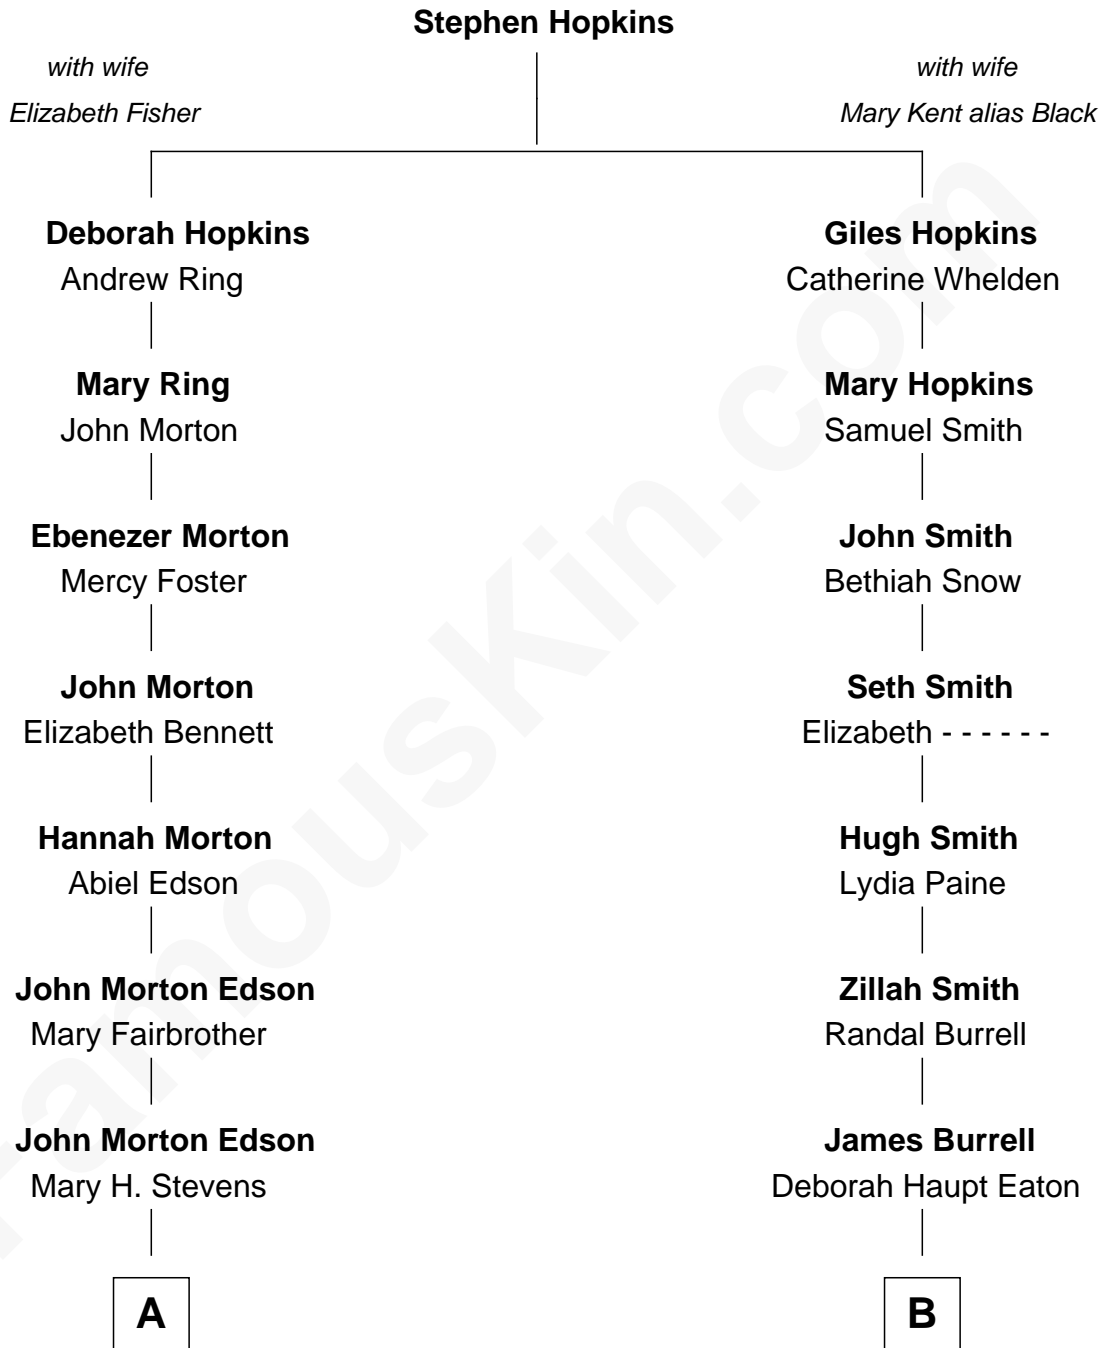 Stephen Hopkins
with wife
Elizabeth Fisher
with wife
Mary Kent alias Black
Deborah Hopkins
Andrew Ring
Giles Hopkins
Catherine Whelden
Mary Ring
John Morton
Mary Hopkins
Samuel Smith
Ebenezer Morton
Mercy Foster
John Smith
Bethiah Snow
John Morton
Elizabeth Bennett
Seth Smith
Elizabeth - - - - - -
Hannah Morton
Abiel Edson
Hugh Smith
Lydia Paine
John Morton Edson
Mary Fairbrother
Zillah Smith
Randal Burrell
John Morton Edson
Mary H. Stevens
James Burrell
Deborah Haupt Eaton
A
B
FamousKin.com